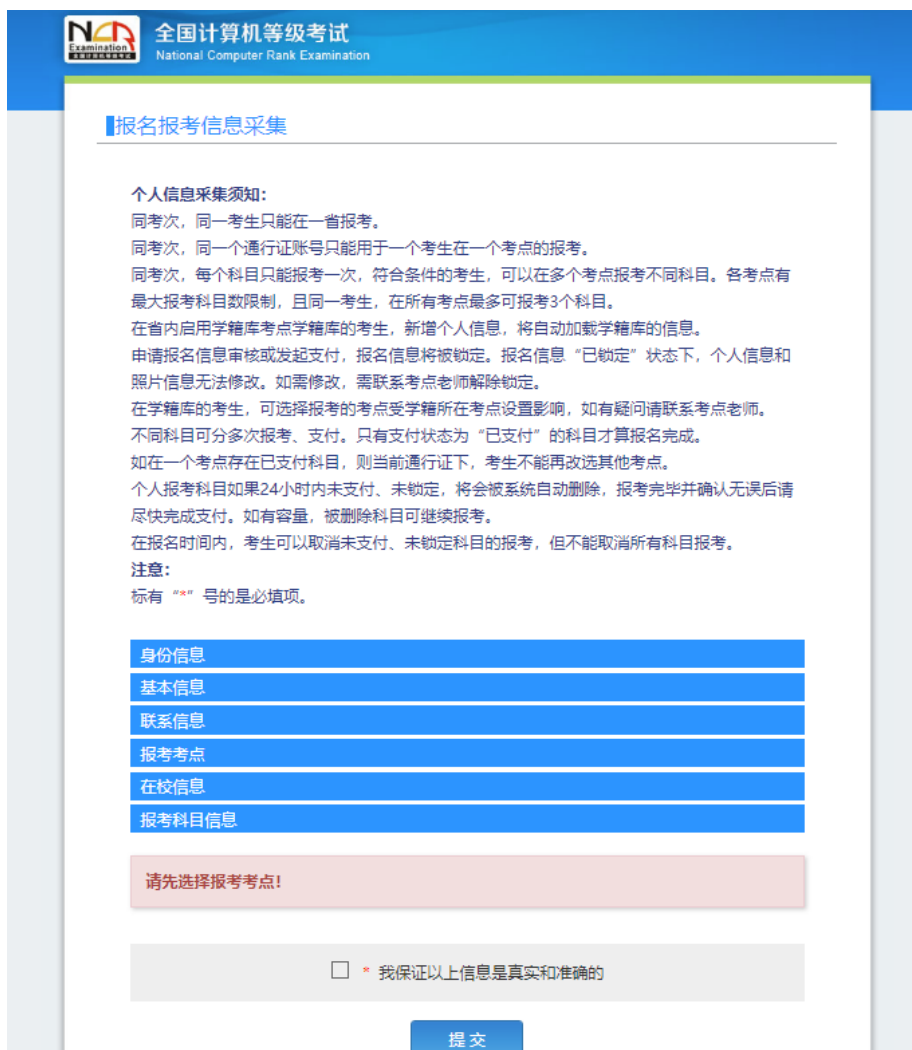 NCR
Examination
全国计算机等级考试
全国计算机等级考试
National Computer Rank Examination
报名报考信息采集
个人信息采集须知：
同考次，同一考生只能在一省报考。
同考次，同一个通行证账号只能用于一个考生在一个考点的报考。
同考次，每个科目只能报考一次，符合条件的考生，可以在多个考点报考不同科目。各考点有
最大报考科目数限制，且同一考生，在所有考点最多可报考3个科目。
在省内启用学籍库考点学籍库的考生，新增个人信息，将自动加载学籍库的信息。
申请报名信息审核或发起支付，报名信息将被锁定。报名信息“已锁定”状态下，个人信息和
照片信息无法修改。如需修改，需联系考点老师解除锁定。
在学籍库的考生，可选择报考的考点受学籍所在考点设置影响，如有疑问请联系考点老师。
不同科目可分多次报考、支付。只有支付状态为“已支付”的科目才算报名完成。
如在一个考点存在已支付科目，则当前通行证下，考生不能再改选其他考点。
个人报考科目如果24小时内未支付、未锁定，将会被系统自动删除，报考完毕并确认无误后请
尽快完成支付。如有容量，被删除科目可继续报考。
在报名时间内，考生可以取消未支付、未锁定科目的报考，但不能取消所有科目报考。
注意：
标有“*”号的是必填项。
身份信息
基本信息
联系信息
报考考点
在校信息
报考科目信息
请先选择报考考点！
* 我保证以上信息是真实和准确的
提交